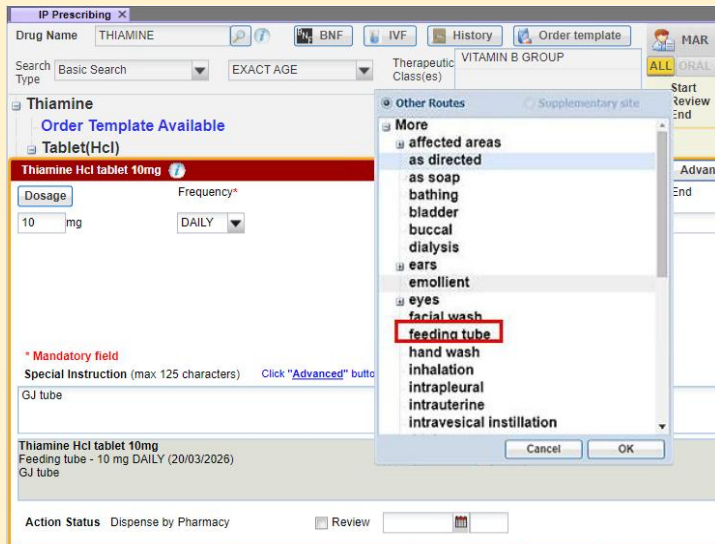 IP Prescribing X
Drug Name THIAMINE BNF IVF History Order template MAR
Search Type Basic Search EXACT AGE Therapeutic Class(es) VITAMIN B GROUP ALL ORAL
Start
Review
End
Thiamine
Order Template Available
Tablet(Hcl)
Thiamine Hcl tablet 10mg Advan
Dosage Frequency* End
10 mg DAILY
Other Routes Supplementary site
More
affected areas
as directed
as soap
bathing
bladder
buccal
dialysis
ears
emollient
eyes
facial wash
feeding tube
hand wash
inhalation
intrapleural
intrauterine
intravesical instillation
Cancel OK
* Mandatory field
Special Instruction (max 125 characters) Click "Advanced" butto
GJ tube
Thiamine Hcl tablet 10mg
Feeding tube - 10 mg DAILY (20/03/2026)
GJ tube
Action Status Dispense by Pharmacy Review